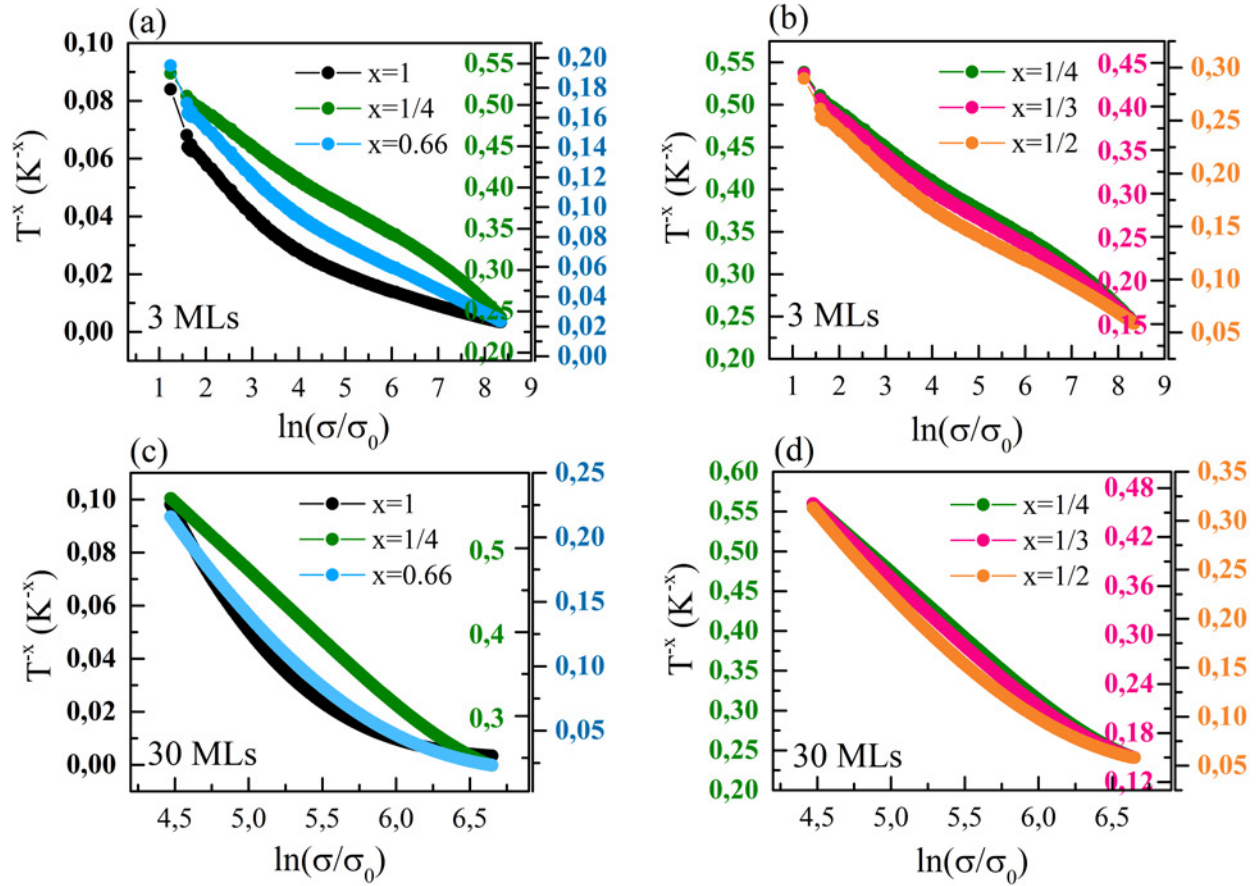 (a)
0,10
0,08
0,06
0,04
0,02
0,00
T⁻ˣ (K⁻ˣ)
x=1
x=1/4
x=0.66
3 MLs
0,55
0,50
0,45
0,40
0,35
0,30
0,25
0,20
0,20
0,18
0,16
0,14
0,12
0,10
0,08
0,06
0,04
0,02
0,00
1 2 3 4 5 6 7 8 9
ln(σ/σ₀)
(b)
0,55
0,50
0,45
0,40
0,35
0,30
0,25
0,20
T⁻ˣ (K⁻ˣ)
x=1/4
x=1/3
x=1/2
3 MLs
0,45
0,40
0,35
0,30
0,25
0,20
0,15
0,30
0,25
0,20
0,15
0,10
0,05
1 2 3 4 5 6 7 8 9
ln(σ/σ₀)
(c)
0,10
0,08
0,06
0,04
0,02
0,00
T⁻ˣ (K⁻ˣ)
x=1
x=1/4
x=0.66
30 MLs
0,5
0,4
0,3
0,25
0,20
0,15
0,10
0,05
4,5 5,0 5,5 6,0 6,5
ln(σ/σ₀)
(d)
0,60
0,55
0,50
0,45
0,40
0,35
0,30
0,25
0,20
T⁻ˣ (K⁻ˣ)
x=1/4
x=1/3
x=1/2
30 MLs
0,48
0,42
0,36
0,30
0,24
0,18
0,12
0,35
0,30
0,25
0,20
0,15
0,10
0,05
4,5 5,0 5,5 6,0 6,5
ln(σ/σ₀)